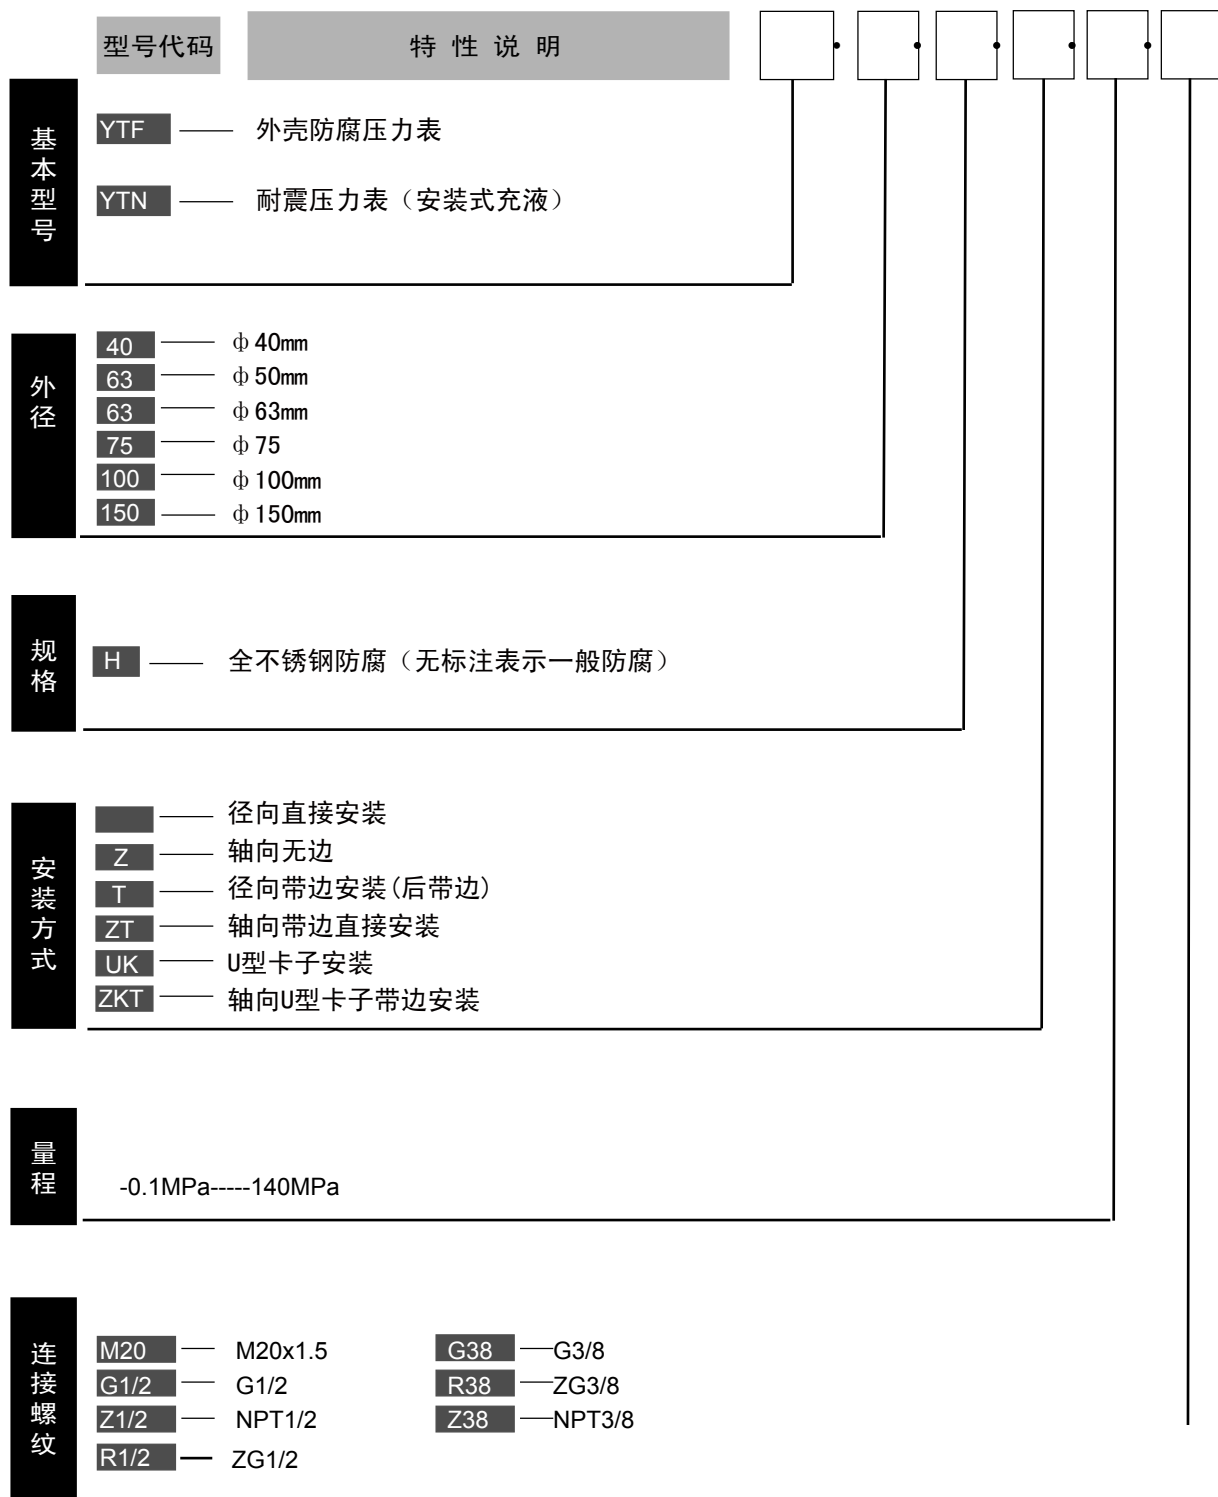 型号代码 特 性 说 明
基本型号
YTF 外壳防腐压力表
YTN 耐震压力表（安装式充液）
外径
40 ф40mm
63 ф50mm
63 ф63mm
75 ф75
100 ф100mm
150 ф150mm
规格
H 全不锈钢防腐（无标注表示一般防腐）
安装方式
径向直接安装
Z 轴向无边
T 径向带边安装(后带边)
ZT 轴向带边直接安装
UK U型卡子安装
ZKT 轴向U型卡子带边安装
量程
-0.1MPa-----140MPa
连接螺纹
M20 M20x1.5 G38 G3/8
G1/2 G1/2 R38 ZG3/8
Z1/2 NPT1/2 Z38 NPT3/8
R1/2 ZG1/2